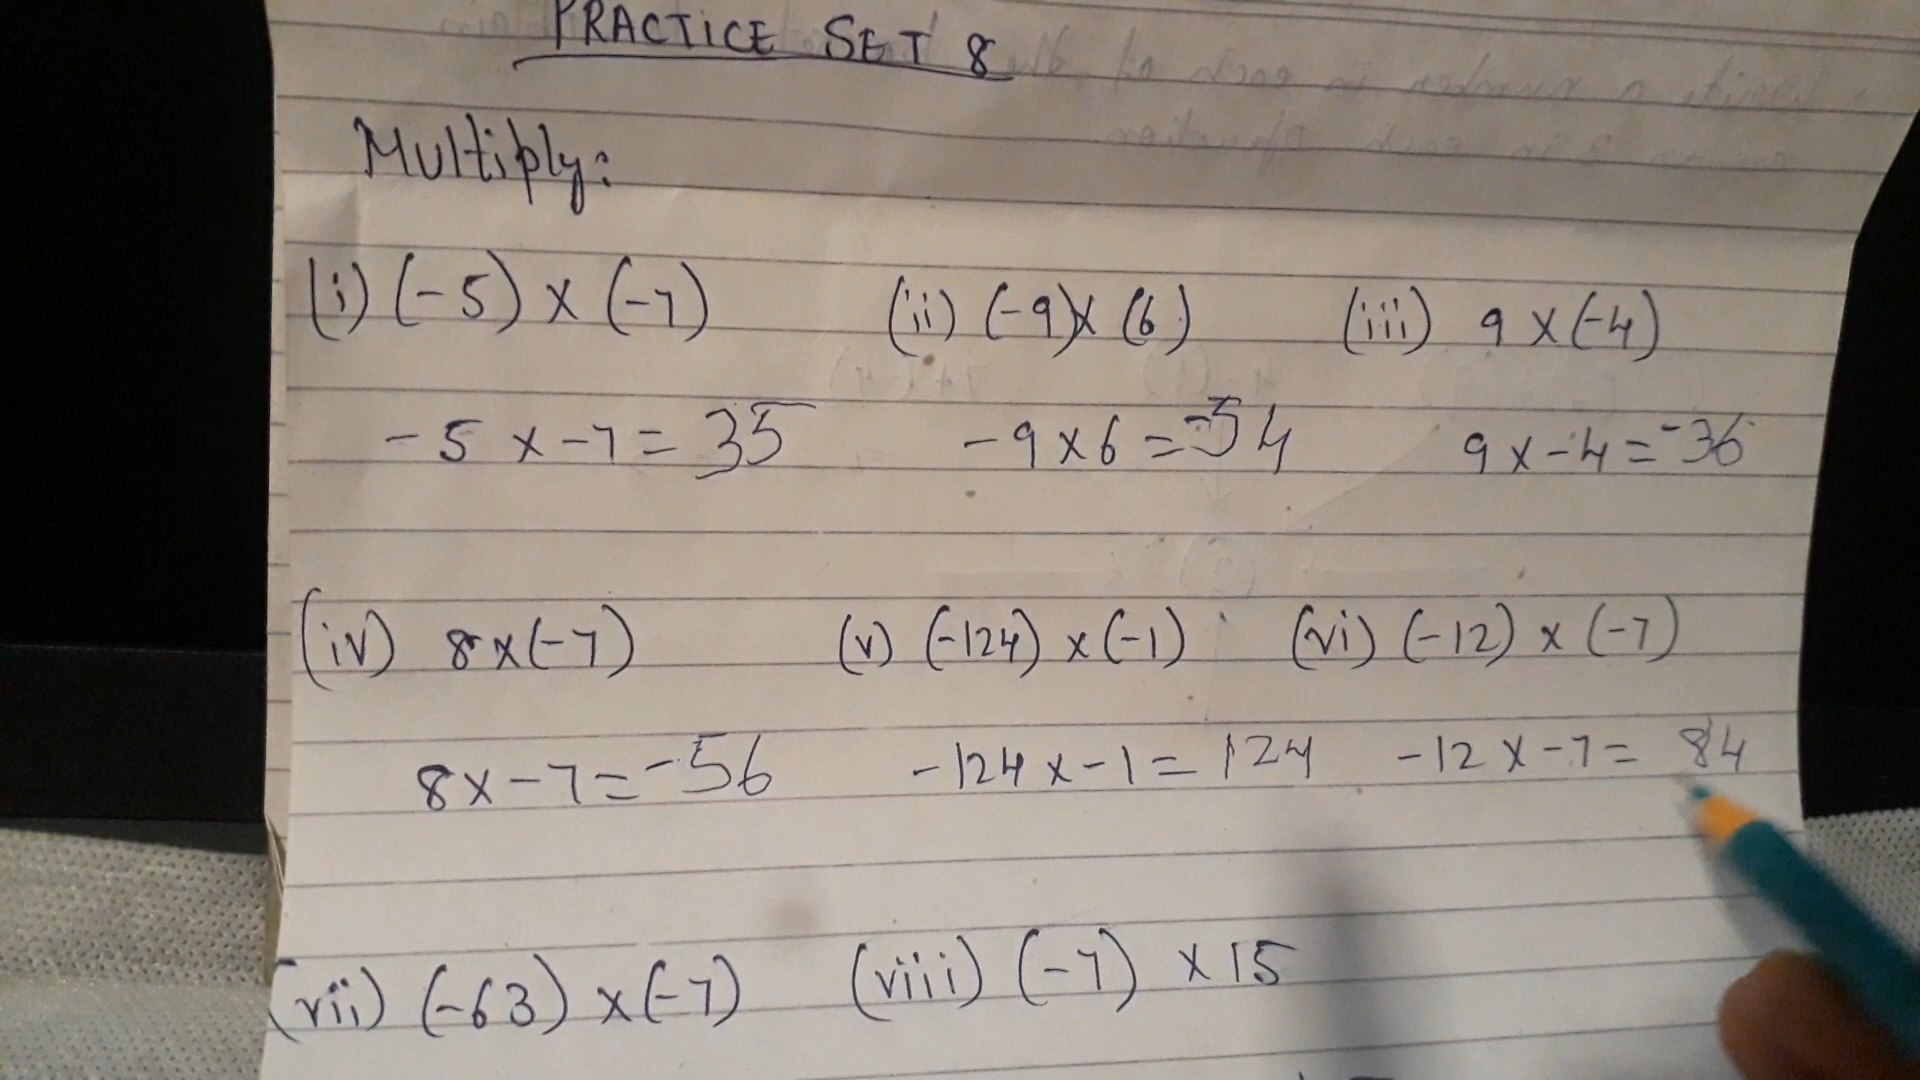 PRACTICE SET 8
Multiply:
(i) (-5) x (-7) (ii) (-9)x (6) (iii) 9 x (-4)
-5 x -7 = 35 -9 x 6 = -54 9 x -4 = -36
(iv) 8x(-7) (v) (-124) x (-1) (vi) (-12) x (-7)
8x -7 = -56 -124 x -1 = 124 -12 x -7 = 84
(vii) (-63) x (-7) (viii) (-7) x 15